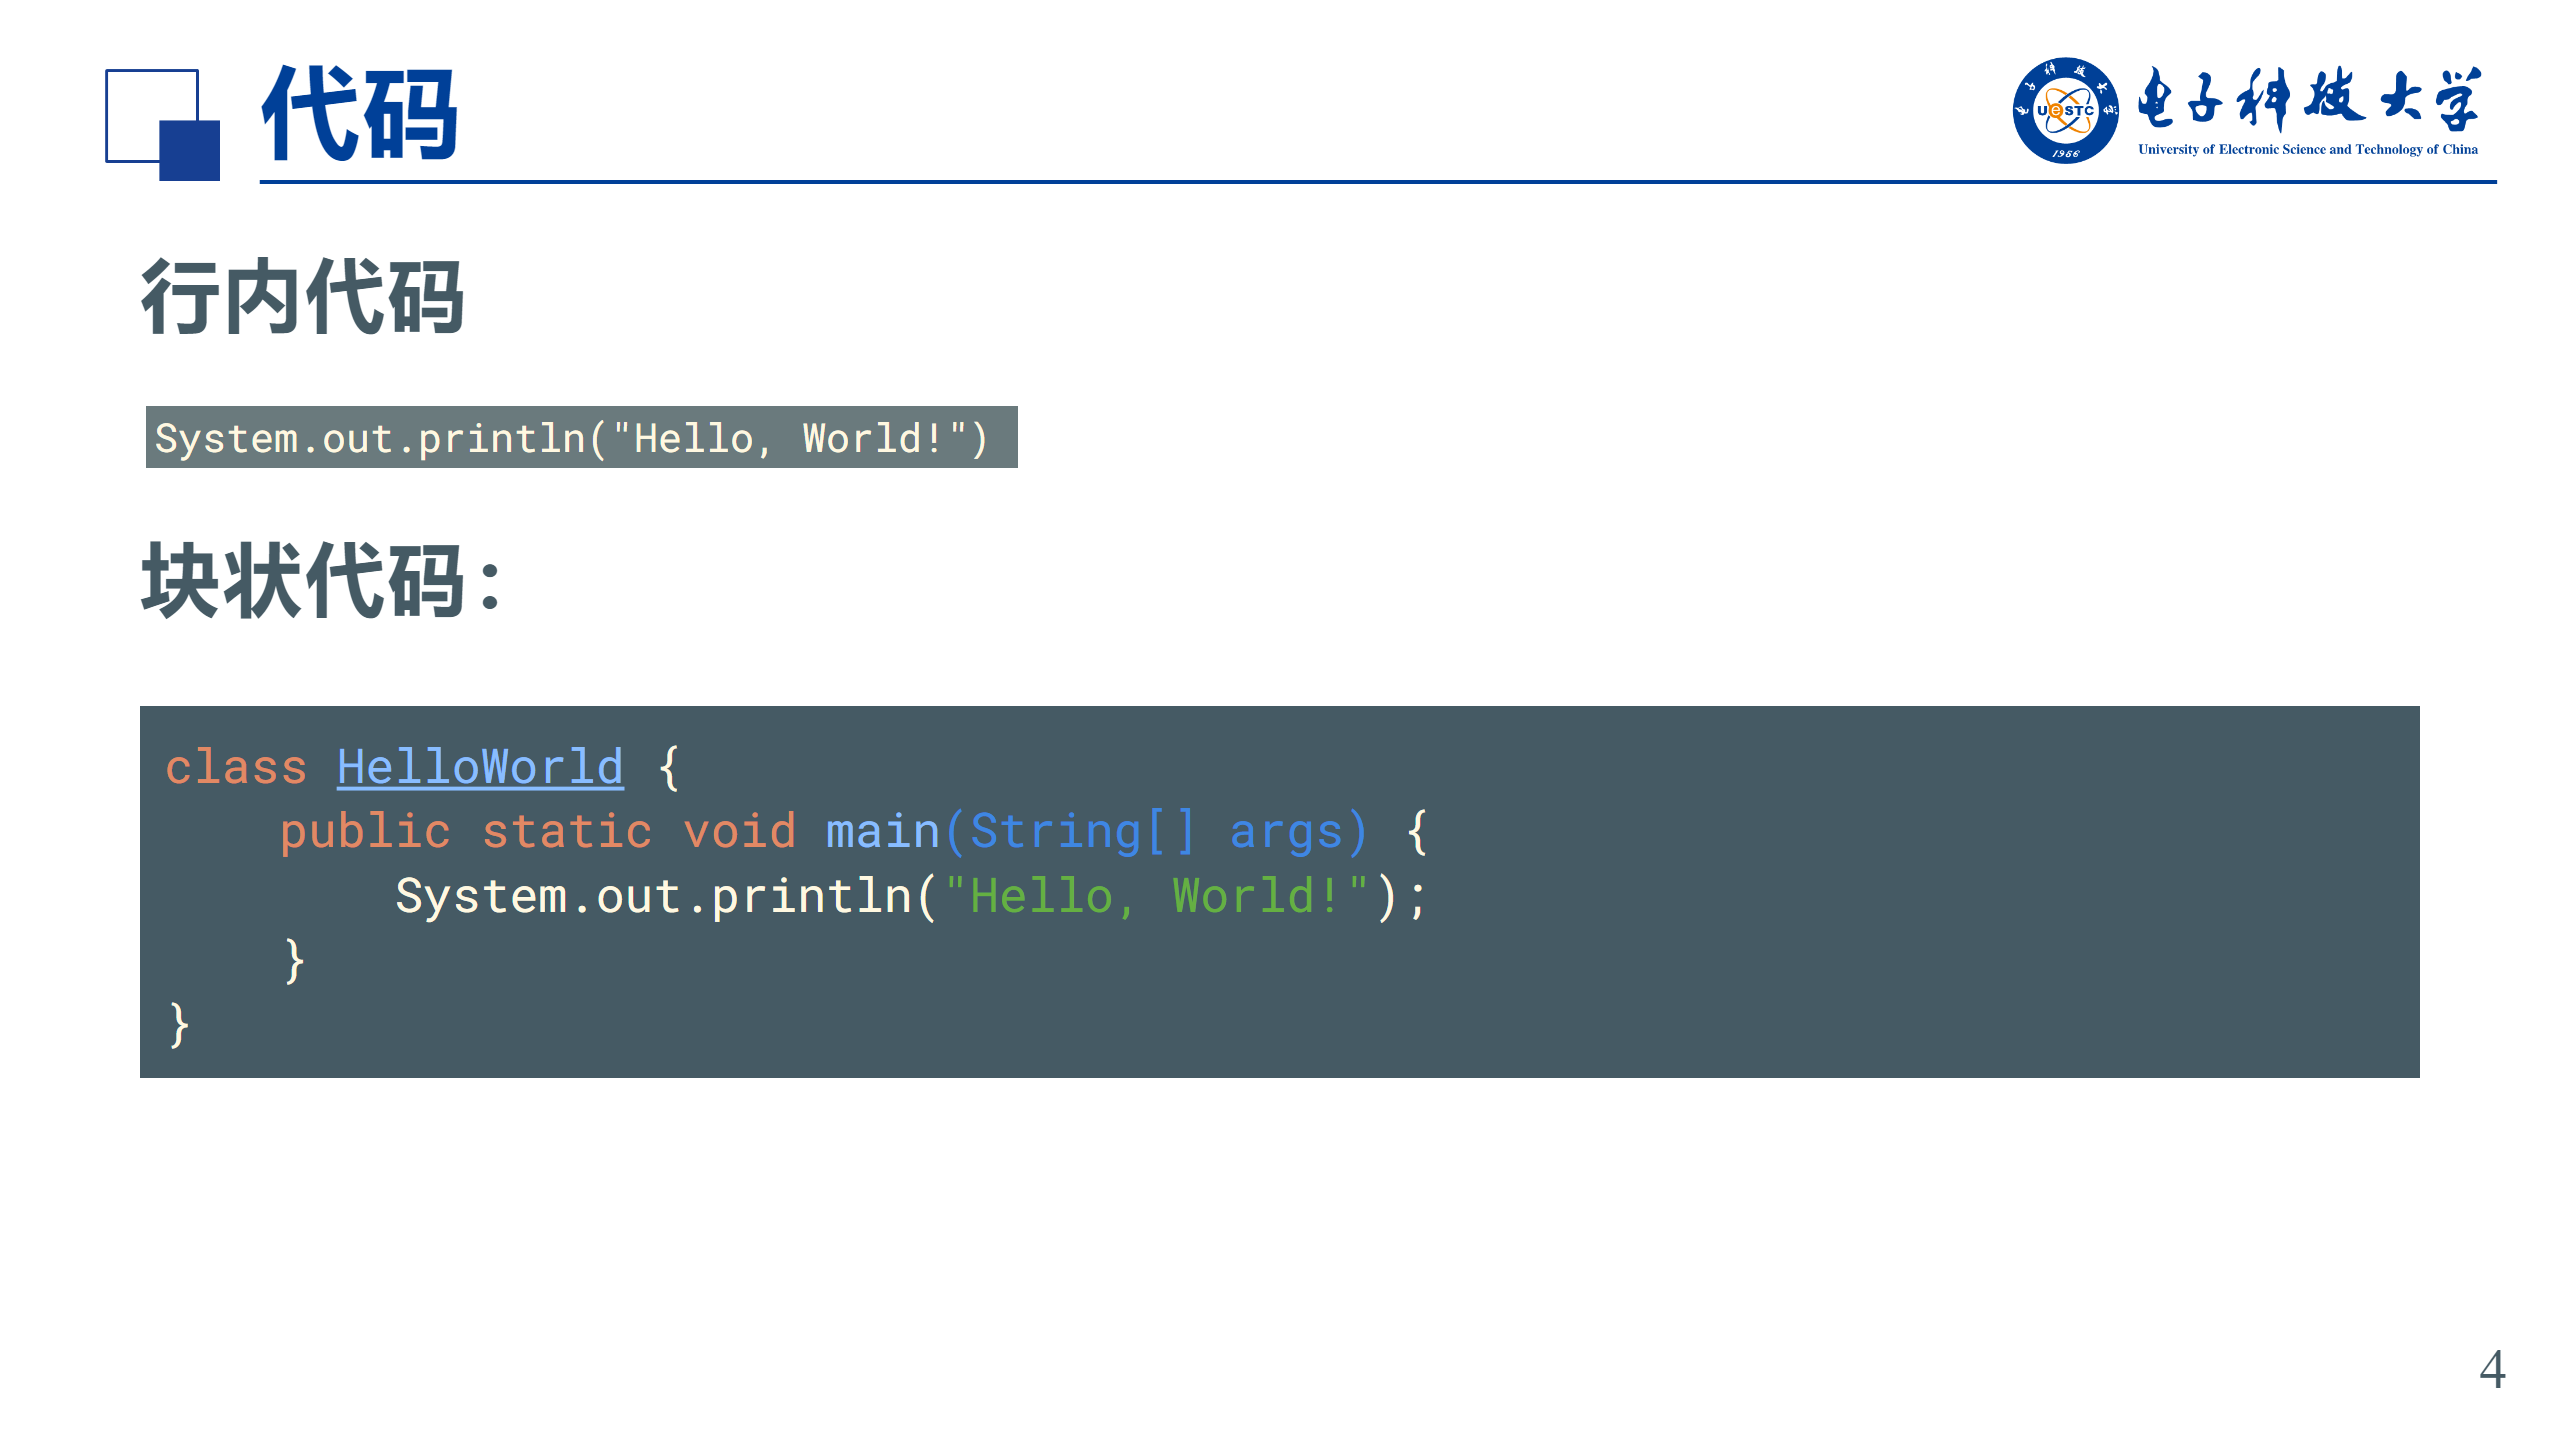 代码
电子科技大学
UeSTC
1956
University of Electronic Science and Technology of China
行内代码
System.out.println("Hello, World!")
块状代码：
class HelloWorld {
    public static void main(String[] args) {
        System.out.println("Hello, World!");
    }
}
4